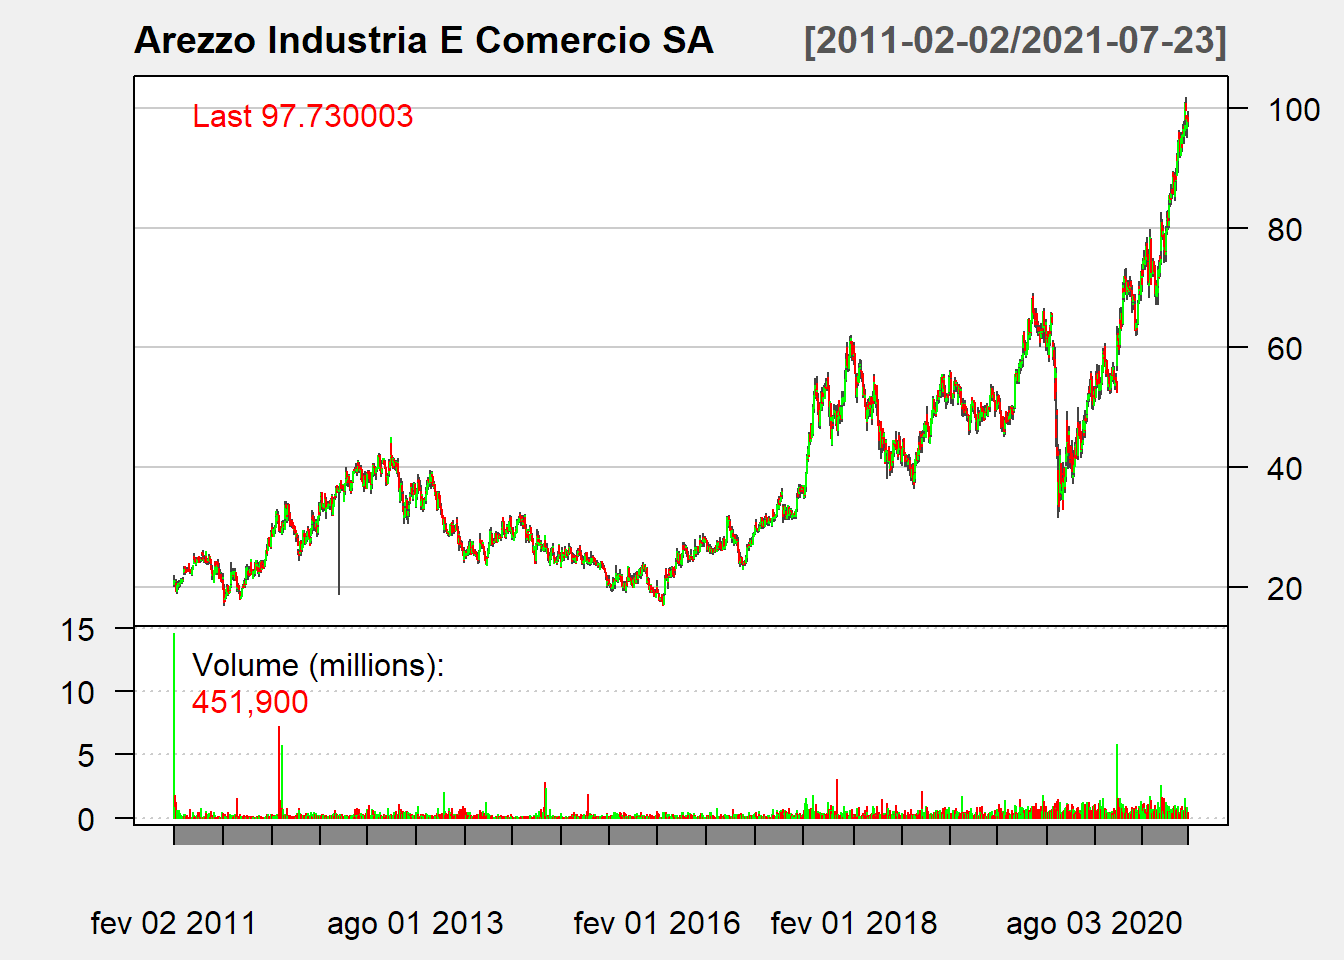 Arezzo Industria E Comercio SA [2011-02-02/2021-07-23]
Last 97.730003
100
80
60
40
20
15
Volume (millions):
10
451,900
5
0
fev 02 2011 ago 01 2013 fev 01 2016 fev 01 2018 ago 03 2020